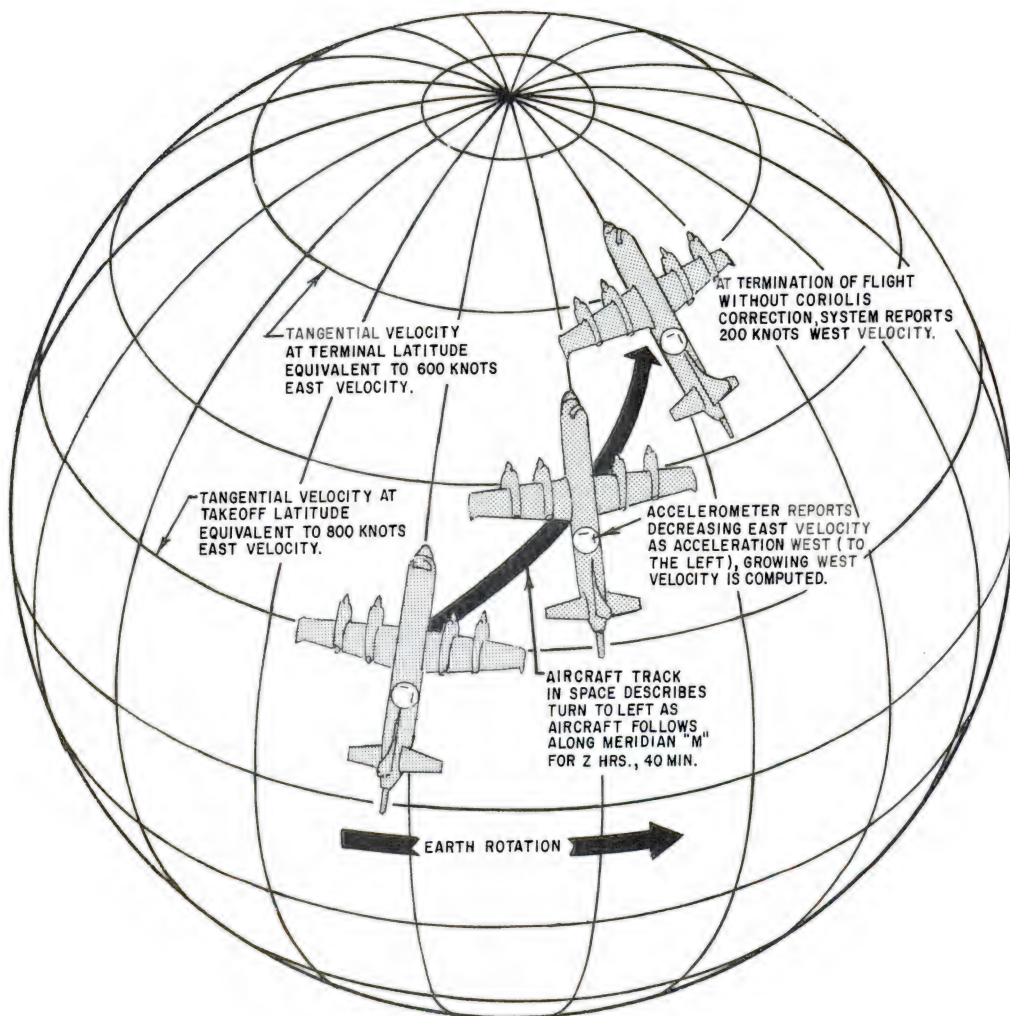 AT TERMINATION OF FLIGHT
WITHOUT CORIOLIS
CORRECTION, SYSTEM REPORTS
200 KNOTS WEST VELOCITY.
TANGENTIAL VELOCITY
AT TERMINAL LATITUDE
EQUIVALENT TO 600 KNOTS
EAST VELOCITY.
TANGENTIAL VELOCITY AT
TAKEOFF LATITUDE
EQUIVALENT TO 800 KNOTS
EAST VELOCITY.
ACCELEROMETER REPORTS
DECREASING EAST VELOCITY
AS ACCELERATION WEST (TO
THE LEFT), GROWING WEST
VELOCITY IS COMPUTED.
AIRCRAFT TRACK
IN SPACE DESCRIBES
TURN TO LEFT AS
AIRCRAFT FOLLOWS
ALONG MERIDIAN "M"
FOR Z HRS., 40 MIN.
EARTH ROTATION